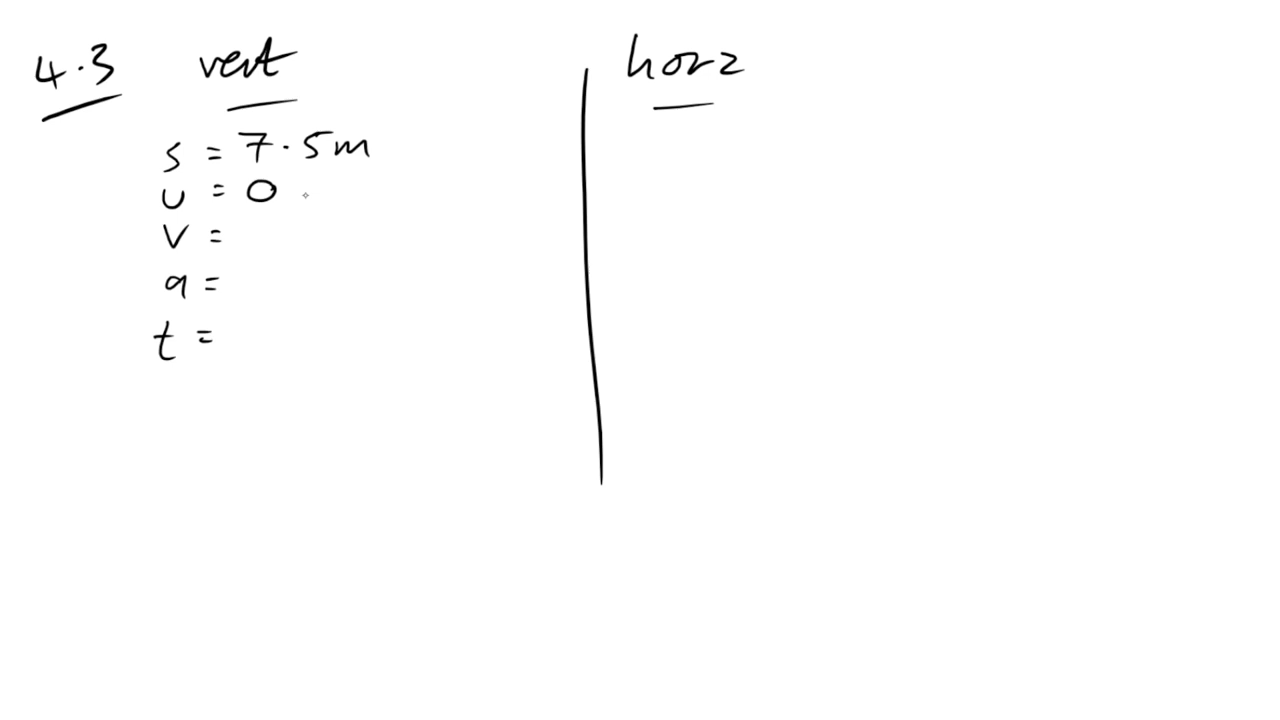 4.3 vert horz
s = 7.5m
u = 0
v =
a =
t =